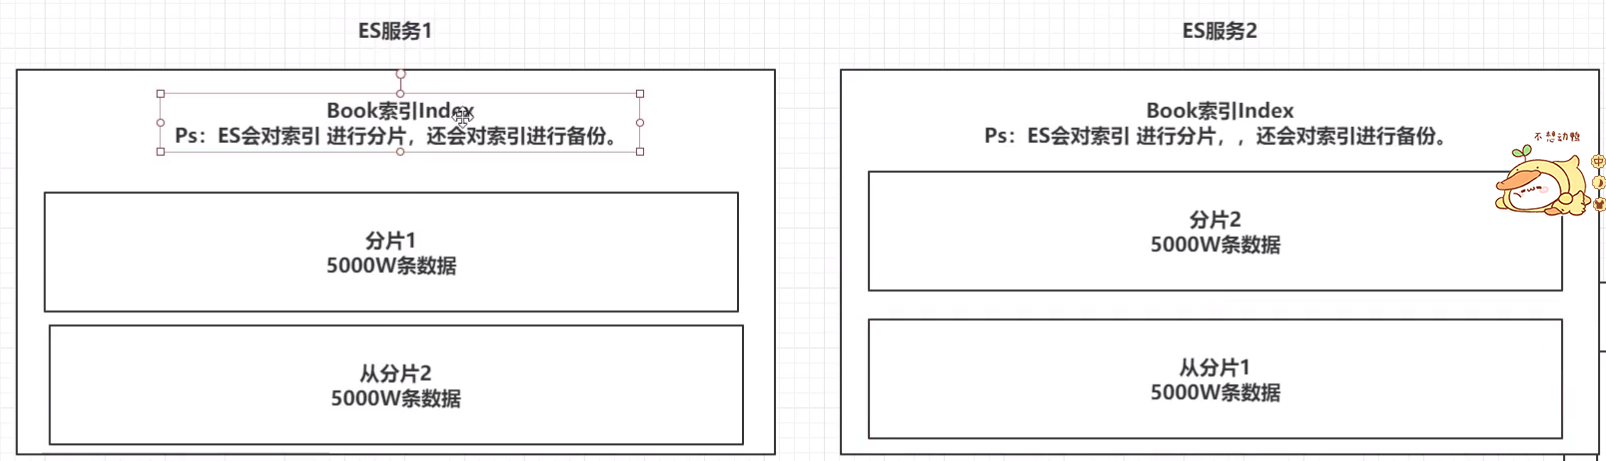 ES服务1
Book索引Index
Ps：ES会对索引 进行分片，还会对索引进行备份。
分片1
5000W条数据
从分片2
5000W条数据
ES服务2
Book索引Index
Ps：ES会对索引 进行分片，，还会对索引进行备份。
不想动鸭
中
分片2
5000W条数据
从分片1
5000W条数据